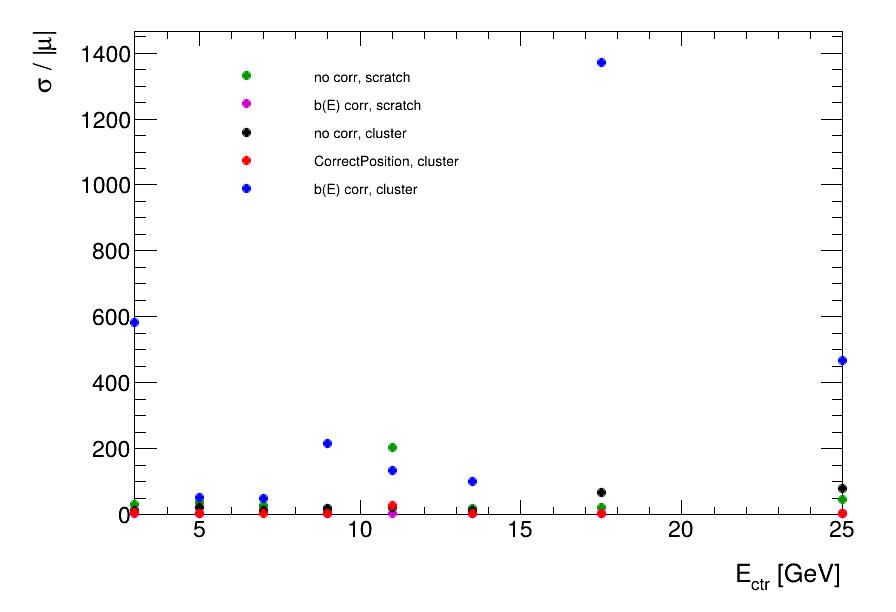 σ / |μ|
1400
1200
1000
800
600
400
200
0
no corr, scratch
b(E) corr, scratch
no corr, cluster
CorrectPosition, cluster
b(E) corr, cluster
5 10 15 20 25
E_ctr [GeV]